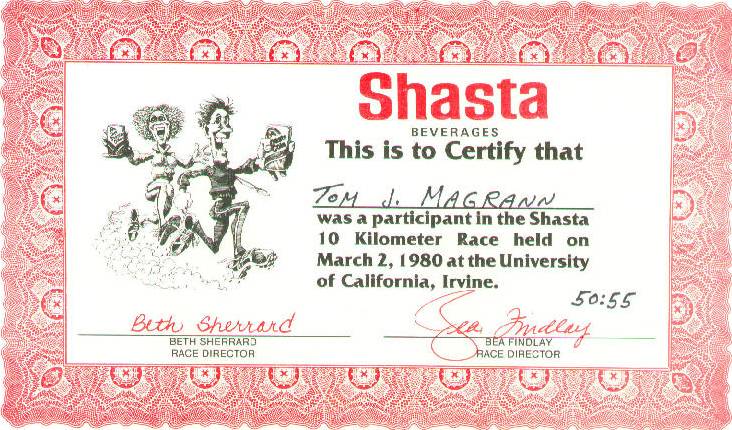 Shasta
BEVERAGES
This is to Certify that
Tom J. Magrann
was a participant in the Shasta
10 Kilometer Race held on
March 2, 1980 at the University
of California, Irvine.
50:55
Beth Sherrard
BETH SHERRARD
RACE DIRECTOR
Bea Findlay
BEA FINDLAY
RACE DIRECTOR